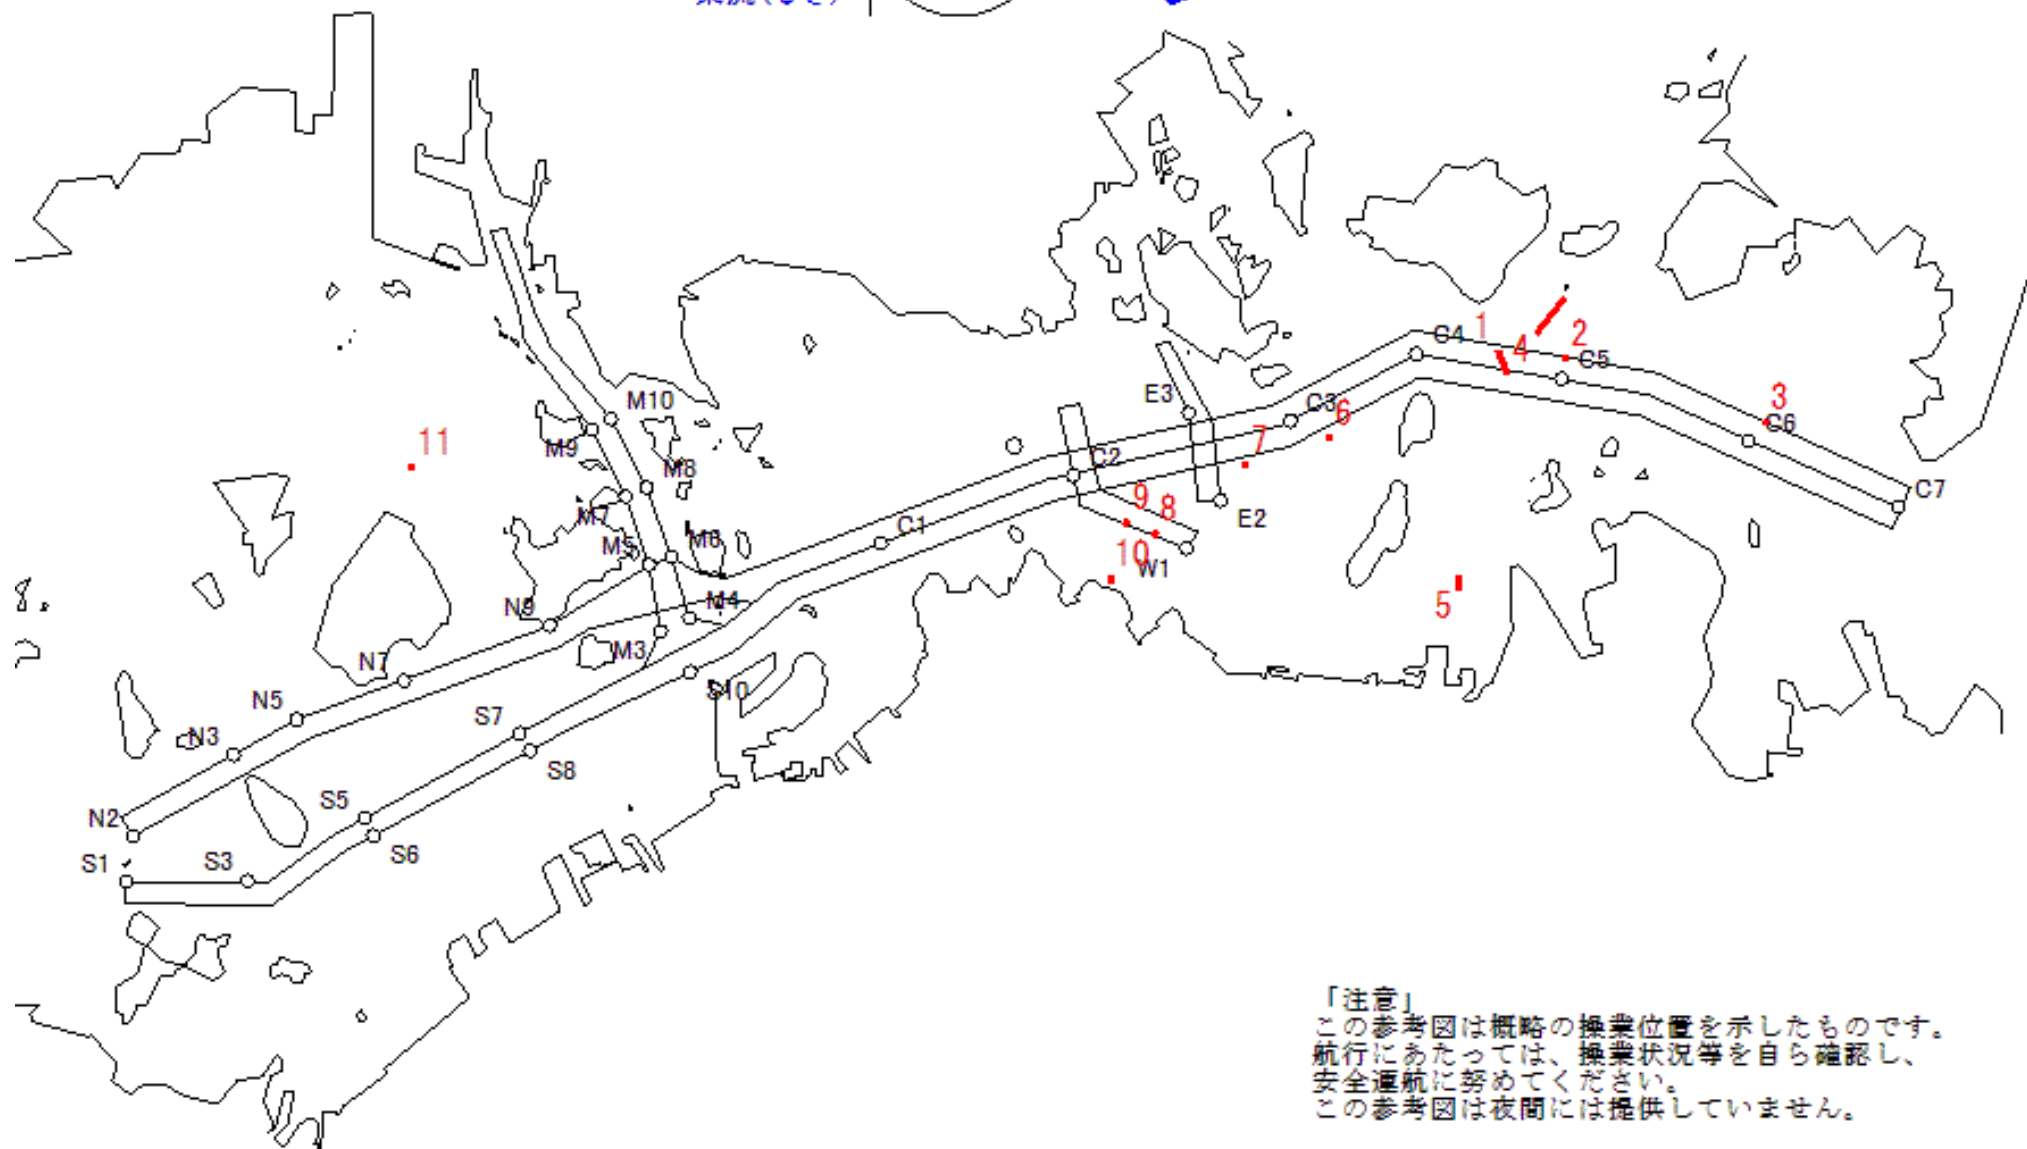 C4
1
4
2
C5
E3
C3
6
3
C6
M10
M9
11
M8
7
C2
C7
M7
C1
9
8
E2
M5
M6
10
W1
N9
M4
5
M3
N7
S10
N5
S7
N3
S8
S5
N2
S6
S1
S3
「注意」
この参考図は概略の操業位置を示したものです。
航行にあたっては、操業状況等を自ら確認し、
安全運航に努めてください。
この参考図は夜間には提供していません。